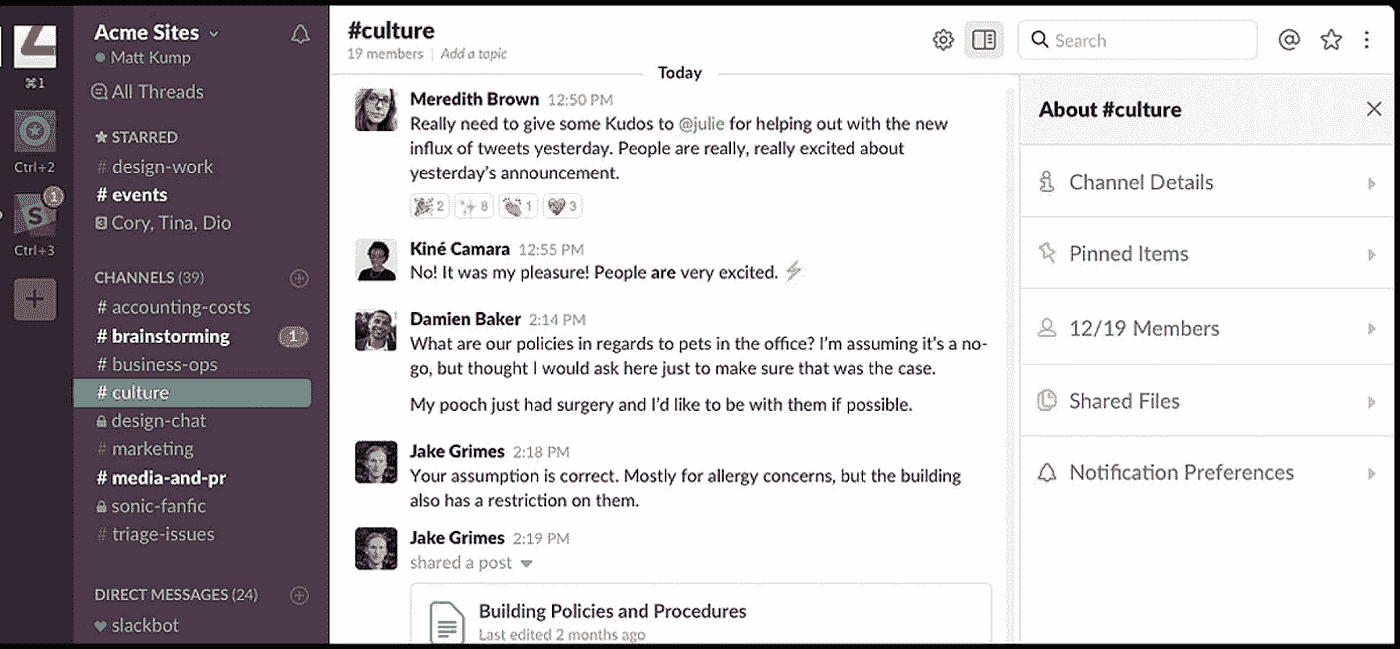 ⌘1
Ctrl+2
1
S
Ctrl+3
+
Acme Sites
Matt Kump
All Threads
★ STARRED
# design-work
# events
3 Cory, Tina, Dio
CHANNELS (39)
# accounting-costs
# brainstorming 1
# business-ops
# culture
design-chat
# marketing
# media-and-pr
sonic-fanfic
# triage-issues
DIRECT MESSAGES (24)
♥ slackbot
#culture
19 members | Add a topic
Search
@
Today
Meredith Brown 12:50 PM
Really need to give some Kudos to @julie for helping out with the new
influx of tweets yesterday. People are really, really excited about
yesterday's announcement.
2 8 1 3
Kiné Camara 12:55 PM
No! It was my pleasure! People are very excited. ⚡
Damien Baker 2:14 PM
What are our policies in regards to pets in the office? I'm assuming it's a no-
go, but thought I would ask here just to make sure that was the case.
My pooch just had surgery and I'd like to be with them if possible.
Jake Grimes 2:18 PM
Your assumption is correct. Mostly for allergy concerns, but the building
also has a restriction on them.
Jake Grimes 2:19 PM
shared a post
Building Policies and Procedures
Last edited 2 months ago
About #culture
Channel Details
Pinned Items
12/19 Members
Shared Files
Notification Preferences